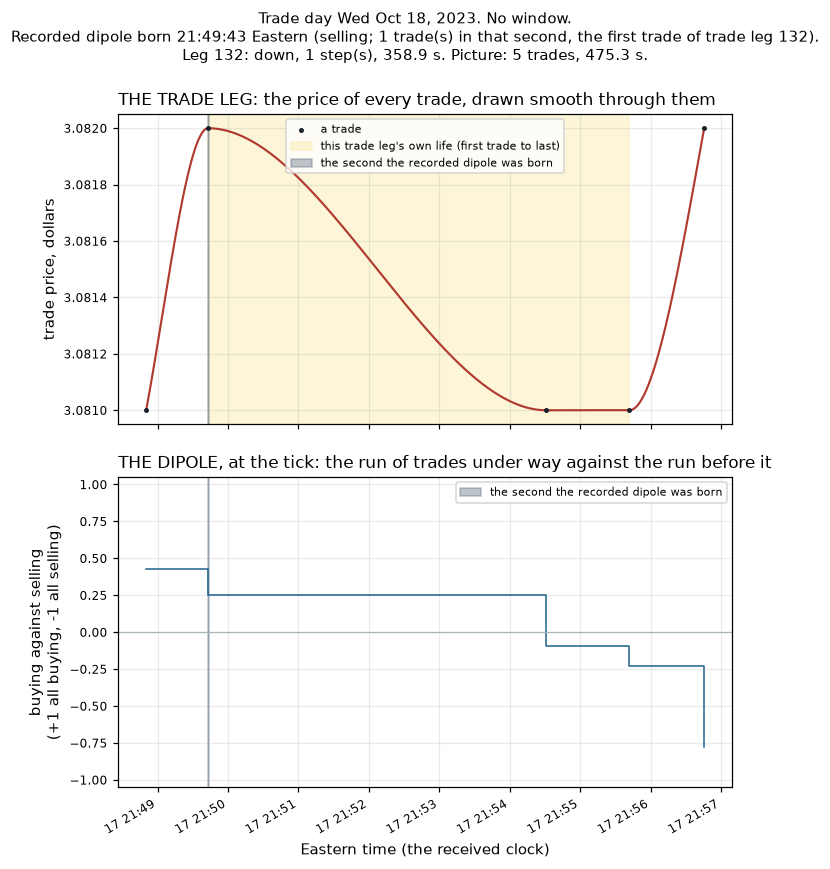 Trade day Wed Oct 18, 2023. No window.
Recorded dipole born 21:49:43 Eastern (selling; 1 trade(s) in that second, the first trade of trade leg 132).
Leg 132: down, 1 step(s), 358.9 s. Picture: 5 trades, 475.3 s.
THE TRADE LEG: the price of every trade, drawn smooth through them
a trade
this trade leg's own life (first trade to last)
the second the recorded dipole was born
trade price, dollars
3.0820
3.0818
3.0816
3.0814
3.0812
3.0810
THE DIPOLE, at the tick: the run of trades under way against the run before it
the second the recorded dipole was born
buying against selling
(+1 all buying, -1 all selling)
1.00
0.75
0.50
0.25
0.00
−0.25
−0.50
−0.75
−1.00
17 21:49
17 21:50
17 21:51
17 21:52
17 21:53
17 21:54
17 21:55
17 21:56
17 21:57
Eastern time (the received clock)